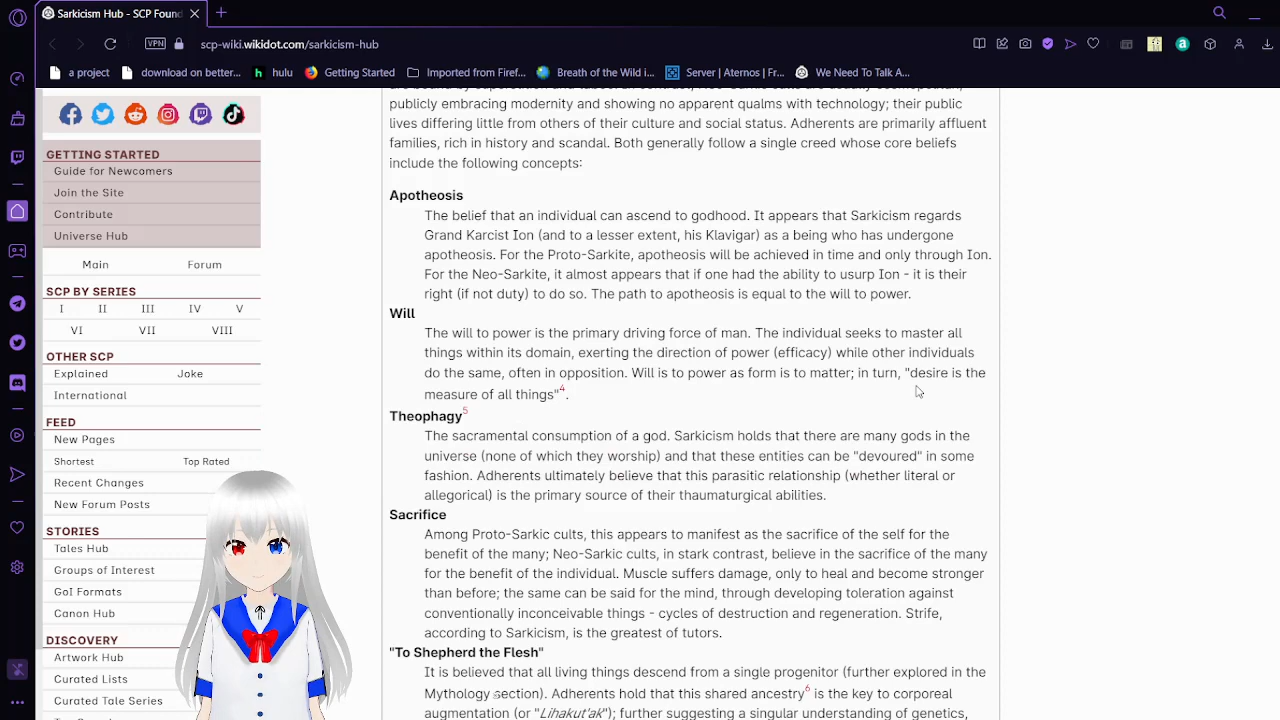 Sarkicism Hub - SCP Found
scp-wiki.wikidot.com/sarkicism-hub
VPN
a project
download on better...
hulu
Getting Started
Imported from Firef...
Breath of the Wild i...
Server | Aternos | Fr...
We Need To Talk A...
GETTING STARTED
Guide for Newcomers
Join the Site
Contribute
Universe Hub
Main Forum
SCP BY SERIES
I II III IV V
VI VII VIII
OTHER SCP
Explained Joke
International
FEED
New Pages
Shortest Top Rated
Recent Changes
New Forum Posts
STORIES
Tales Hub
Groups of Interest
GoI Formats
Canon Hub
DISCOVERY
Artwork Hub
Curated Lists
Curated Tale Series
publicly embracing modernity and showing no apparent qualms with technology; their public
lives differing little from others of their culture and social status. Adherents are primarily affluent
families, rich in history and scandal. Both generally follow a single creed whose core beliefs
include the following concepts:
Apotheosis
The belief that an individual can ascend to godhood. It appears that Sarkicism regards
Grand Karcist Ion (and to a lesser extent, his Klavigar) as a being who has undergone
apotheosis. For the Proto-Sarkite, apotheosis will be achieved in time and only through Ion.
For the Neo-Sarkite, it almost appears that if one had the ability to usurp Ion - it is their
right (if not duty) to do so. The path to apotheosis is equal to the will to power.
Will
The will to power is the primary driving force of man. The individual seeks to master all
things within its domain, exerting the direction of power (efficacy) while other individuals
do the same, often in opposition. Will is to power as form is to matter; in turn, "desire is the
measure of all things"4.
Theophagy5
The sacramental consumption of a god. Sarkicism holds that there are many gods in the
universe (none of which they worship) and that these entities can be "devoured" in some
fashion. Adherents ultimately believe that this parasitic relationship (whether literal or
allegorical) is the primary source of their thaumaturgical abilities.
Sacrifice
Among Proto-Sarkic cults, this appears to manifest as the sacrifice of the self for the
benefit of the many; Neo-Sarkic cults, in stark contrast, believe in the sacrifice of the many
for the benefit of the individual. Muscle suffers damage, only to heal and become stronger
than before; the same can be said for the mind, through developing toleration against
conventionally inconceivable things - cycles of destruction and regeneration. Strife,
according to Sarkicism, is the greatest of tutors.
"To Shepherd the Flesh"
It is believed that all living things descend from a single progenitor (further explored in the
Mythology section). Adherents hold that this shared ancestry6 is the key to corporeal
augmentation (or "Lihakut'ak"); further suggesting a singular understanding of genetics,